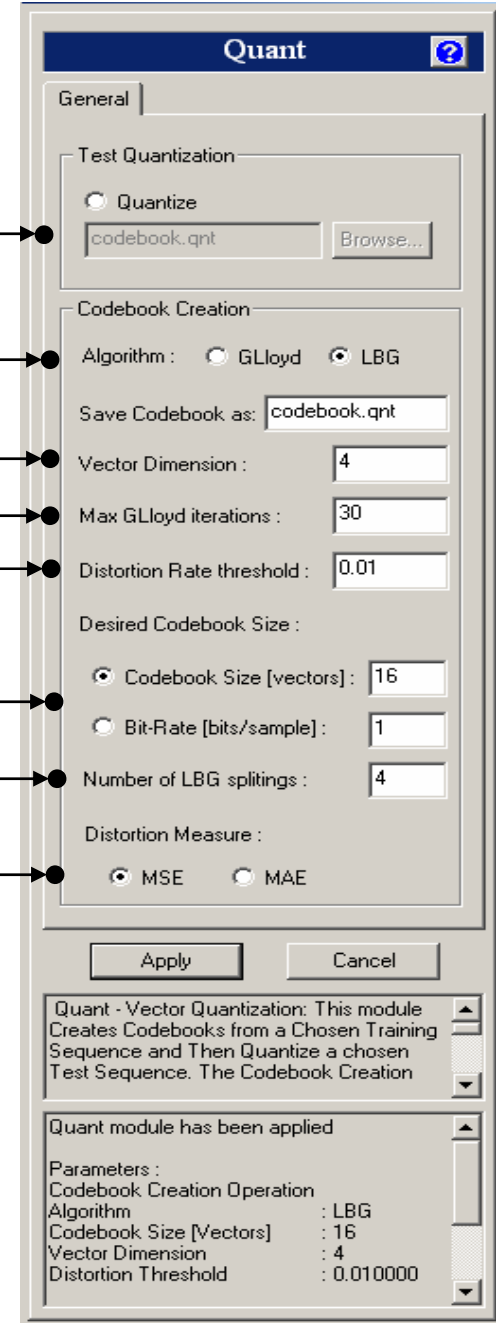 Quant
?
General
Test Quantization
Quantize
codebook.qnt Browse...
Codebook Creation
Algorithm : GLloyd LBG
Save Codebook as: codebook.qnt
Vector Dimension : 4
Max GLloyd iterations : 30
Distortion Rate threshold : 0.01
Desired Codebook Size :
Codebook Size [vectors] : 16
Bit-Rate [bits/sample] : 1
Number of LBG splitings : 4
Distortion Measure :
MSE MAE
Apply Cancel
Quant - Vector Quantization: This module
Creates Codebooks from a Chosen Training
Sequence and Then Quantize a chosen
Test Sequence. The Codebook Creation
Quant module has been applied
Parameters :
Codebook Creation Operation
Algorithm : LBG
Codebook Size [Vectors] : 16
Vector Dimension : 4
Distortion Threshold : 0.010000